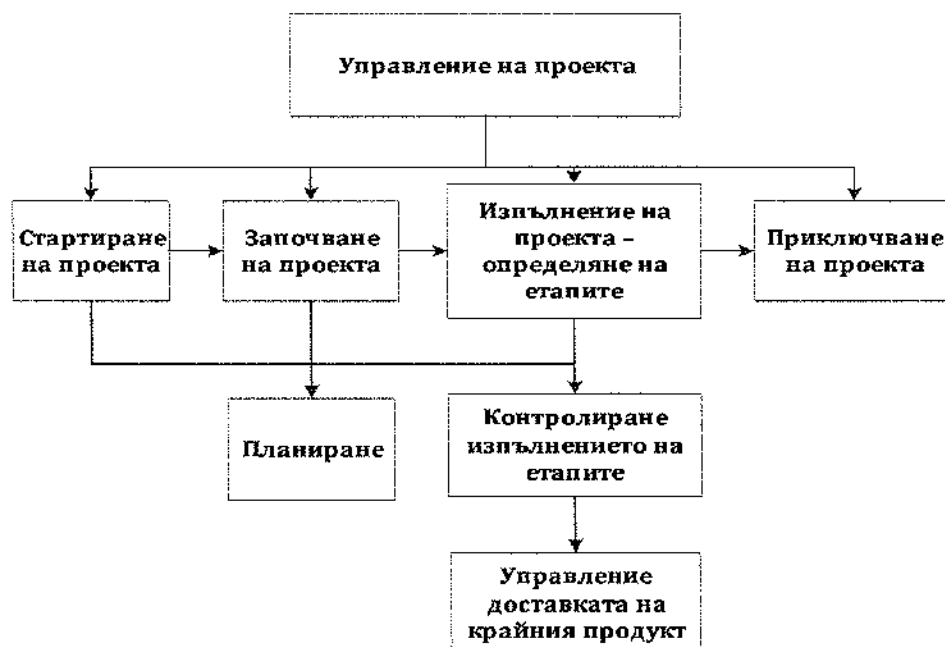 Управление на проекта
Стартиране
на проекта
Започване
на проекта
Изпълнение на
проекта –
определяне на
етапите
Приключване
на проекта
Планиране
Контролиране
изпълнението на
етапите
Управление
доставката на
крайния продукт